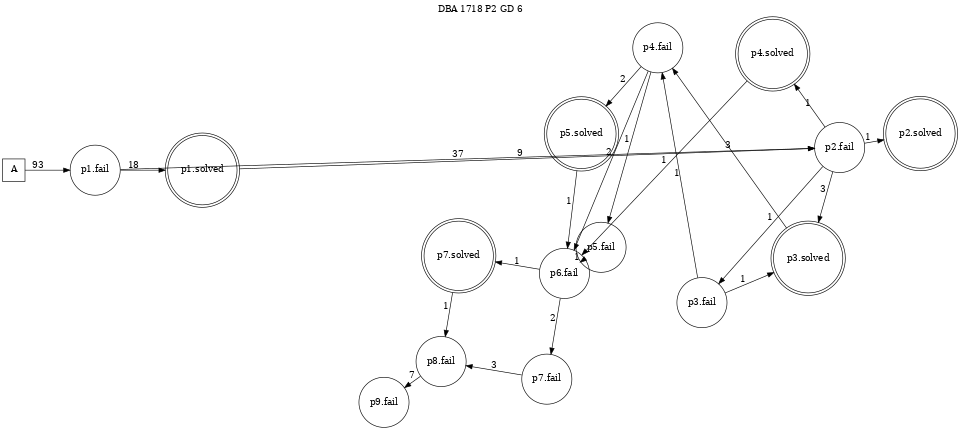 DBA 1718 P2 GD 6
p4.fail
p4.solved
2
1
p5.solved
p2.solved
1
p2.fail
1
3
A
93
p1.fail
18
p1.solved
37
9
2
1
1
3
1
1
p5.fail
p7.solved
1
p6.fail
1
p3.solved
1
p3.fail
1
2
p8.fail
3
p7.fail
7
p9.fail